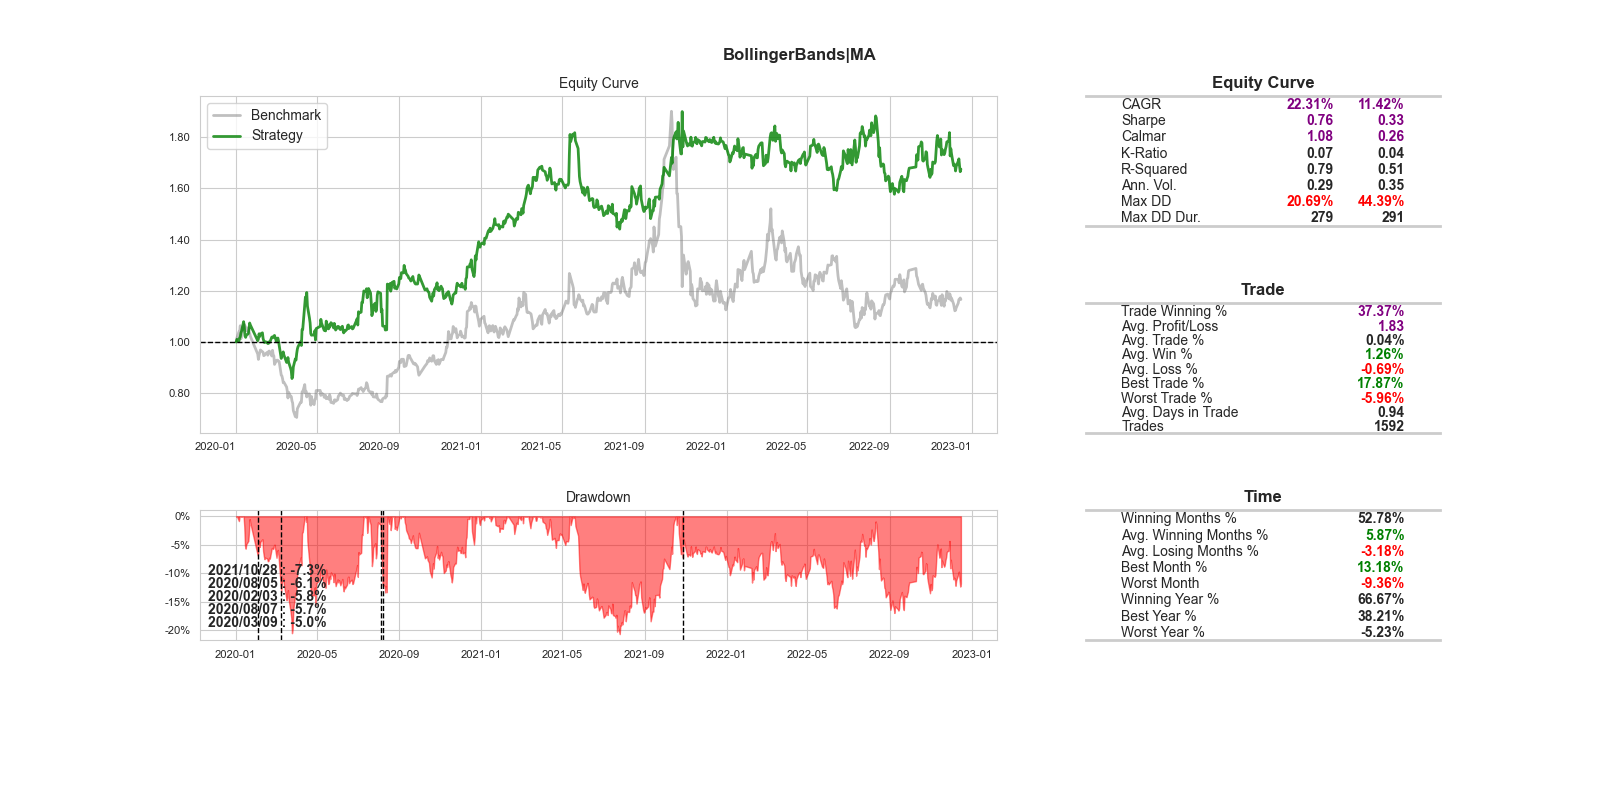 BollingerBands|MA
Equity Curve
Benchmark
Strategy
1.80
1.60
1.40
1.20
1.00
0.80
2020-01 2020-05 2020-09 2021-01 2021-05 2021-09 2022-01 2022-05 2022-09 2023-01
Drawdown
0%
-5%
-10%
-15%
-20%
2021/10/28 : -7.3%
2020/08/05 : -6.1%
2020/02/03 : -5.8%
2020/08/07 : -5.7%
2020/03/09 : -5.0%
2020-01 2020-05 2020-09 2021-01 2021-05 2021-09 2022-01 2022-05 2022-09 2023-01
Equity Curve
CAGR 22.31% 11.42%
Sharpe 0.76 0.33
Calmar 1.08 0.26
K-Ratio 0.07 0.04
R-Squared 0.79 0.51
Ann. Vol. 0.29 0.35
Max DD 20.69% 44.39%
Max DD Dur. 279 291
Trade
Trade Winning % 37.37%
Avg. Profit/Loss 1.83
Avg. Trade % 0.04%
Avg. Win % 1.26%
Avg. Loss % -0.69%
Best Trade % 17.87%
Worst Trade % -5.96%
Avg. Days in Trade 0.94
Trades 1592
Time
Winning Months % 52.78%
Avg. Winning Months % 5.87%
Avg. Losing Months % -3.18%
Best Month % 13.18%
Worst Month -9.36%
Winning Year % 66.67%
Best Year % 38.21%
Worst Year % -5.23%